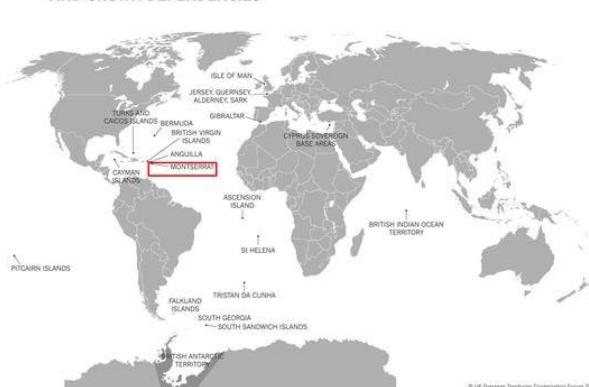 ISLE OF MAN
JERSEY, GUERNSEY,
ALDERNEY, SARK
GIBRALTAR
TURKS AND
CAICOS ISLANDS
BERMUDA
BRITISH VIRGIN
ISLANDS
CYPRUS SOVEREIGN
BASE AREAS
ANGUILLA
MONTSERRAT
CAYMAN
ISLANDS
ASCENSION
ISLAND
BRITISH INDIAN OCEAN
TERRITORY
St HELENA
PITCAIRN ISLANDS
TRISTAN DA CUNHA
FALKLAND
ISLANDS
SOUTH GEORGIA
SOUTH SANDWICH ISLANDS
BRITISH ANTARCTIC
TERRITORY